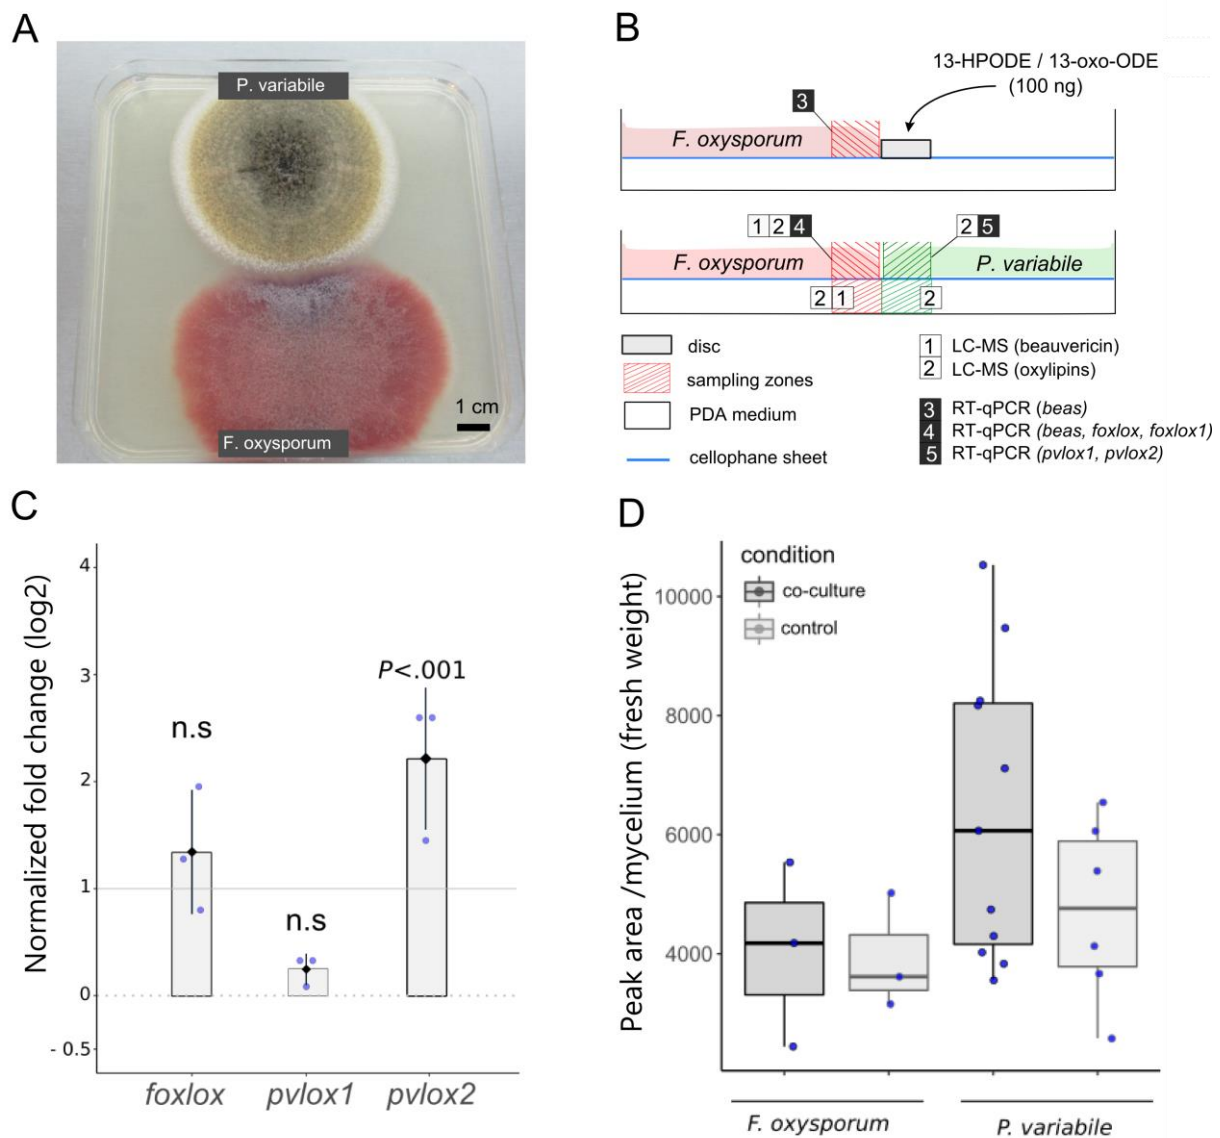 A
P. variabile
F. oxysporum
1 cm
B
13-HPODE / 13-oxo-ODE
(100 ng)
3
F. oxysporum
1 2 4
2 5
F. oxysporum
P. variabile
2 1
2
disc
sampling zones
PDA medium
cellophane sheet
1 LC-MS (beauvericin)
2 LC-MS (oxylipins)
3 RT-qPCR (beas)
4 RT-qPCR (beas, foxlox, foxlox1)
5 RT-qPCR (pvlox1, pvlox2)
C
Normalized fold change (log2)
4
3
2
1
0
- 0.5
n.s
n.s
P<.001
foxlox
pvlox1
pvlox2
D
Peak area /mycelium (fresh weight)
10000
8000
6000
4000
condition
co-culture
control
F. oxysporum
P. variabile